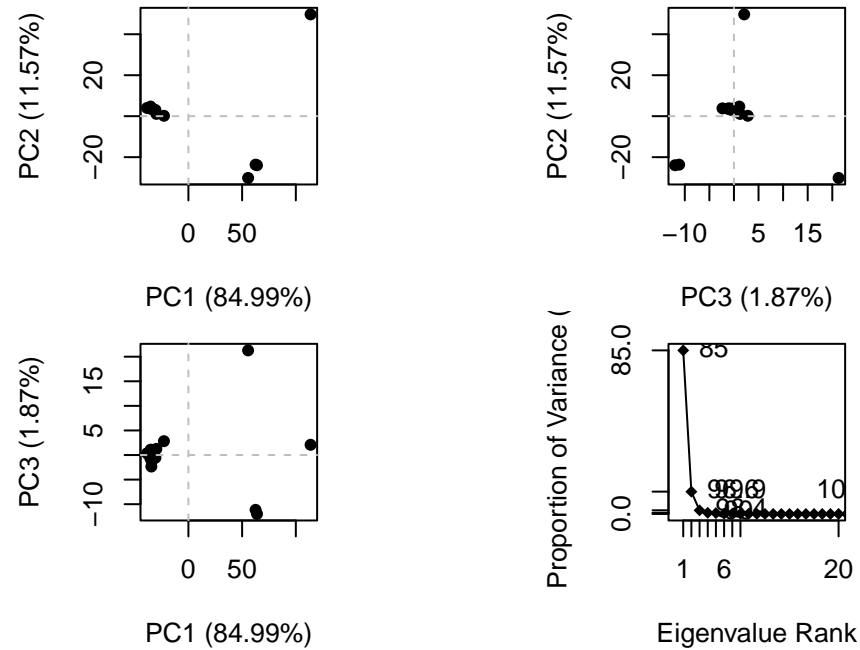 PC2 (11.57%)
−20
20
0
50
PC1 (84.99%)
PC2 (11.57%)
−20
20
−10
5
15
PC3 (1.87%)
PC3 (1.87%)
−10
5
15
0
50
PC1 (84.99%)
Proportion of Variance (
0.0
85.0
85
10
1
6
20
Eigenvalue Rank